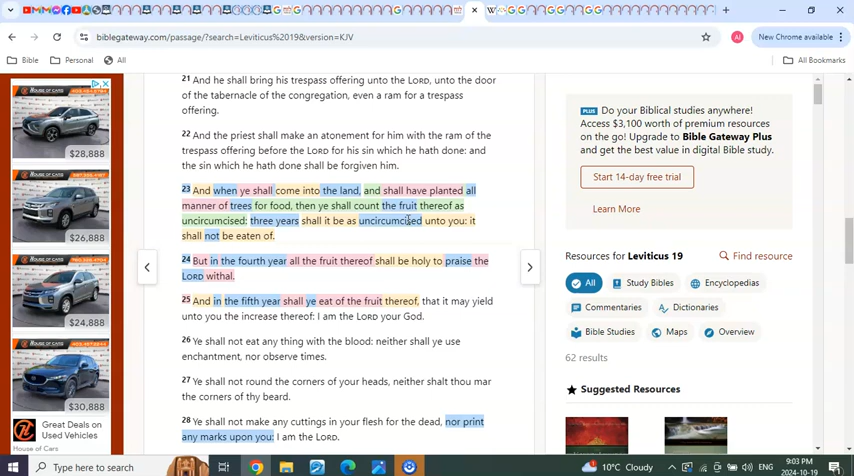 New Chrome available
biblegateway.com/passage/?search=Leviticus%2019&version=KJV
AI
Bible
Personal
All
All Bookmarks
HOUSE OF CARS
$28,888
HOUSE OF CARS
$26,888
HOUSE OF CARS
$24,888
HOUSE OF CARS
$30,888
Great Deals on
Used Vehicles
House of Cars
21 And he shall bring his trespass offering unto the LORD, unto the door
of the tabernacle of the congregation, even a ram for a trespass
offering.
22 And the priest shall make an atonement for him with the ram of the
trespass offering before the LORD for his sin which he hath done: and
the sin which he hath done shall be forgiven him.
23 And when ye shall come into the land, and shall have planted all
manner of trees for food, then ye shall count the fruit thereof as
uncircumcised: three years shall it be as uncircumcised unto you: it
shall not be eaten of.
24 But in the fourth year all the fruit thereof shall be holy to praise the
LORD withal.
25 And in the fifth year shall ye eat of the fruit thereof, that it may yield
unto you the increase thereof: I am the LORD your God.
26 Ye shall not eat any thing with the blood: neither shall ye use
enchantment, nor observe times.
27 Ye shall not round the corners of your heads, neither shalt thou mar
the corners of thy beard.
28 Ye shall not make any cuttings in your flesh for the dead, nor print
any marks upon you: I am the LORD.
PLUS Do your Biblical studies anywhere!
Access $3,100 worth of premium resources
on the go! Upgrade to Bible Gateway Plus
and get the best value in digital Bible study.
Start 14-day free trial
Learn More
Resources for Leviticus 19
Find resource
All
Study Bibles
Encyclopedias
Commentaries
Dictionaries
Bible Studies
Maps
Overview
62 results
Suggested Resources
Type here to search
10°C Cloudy
ENG
9:03 PM
2024-10-19